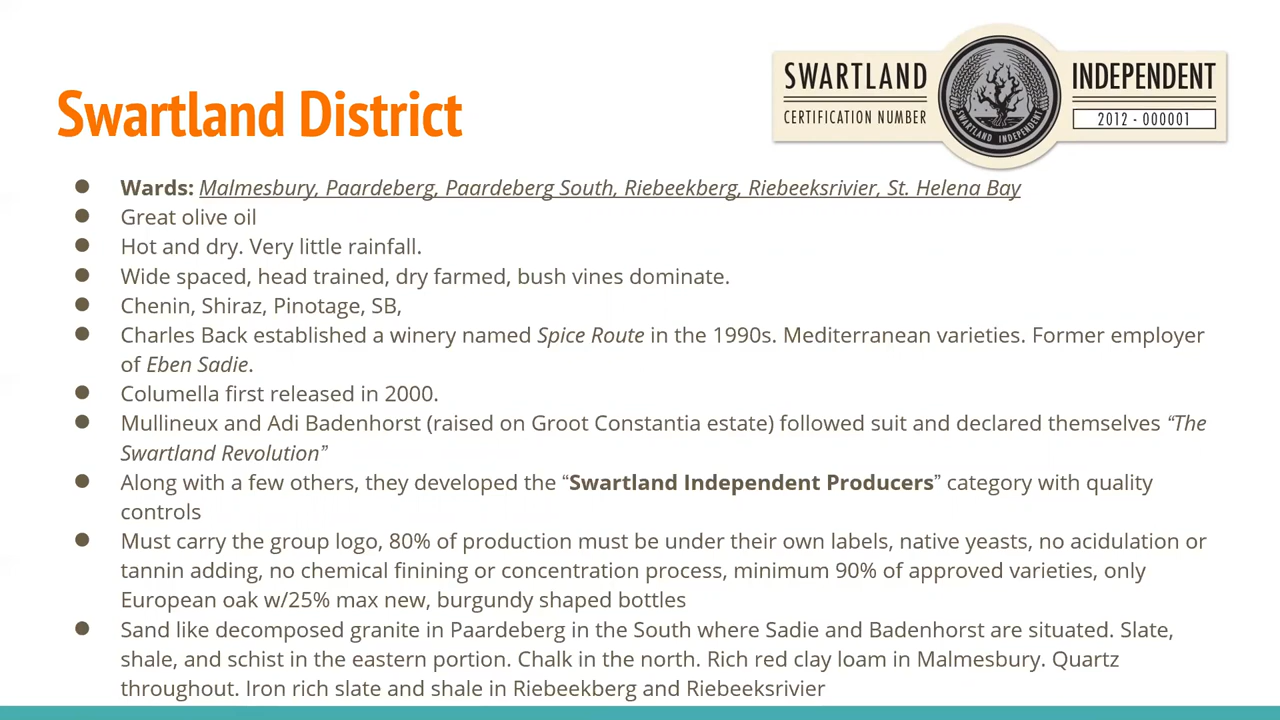 SWARTLAND INDEPENDENT
CERTIFICATION NUMBER 2012 - 000001
SWARTLAND INDEPENDENT
Swartland District
● Wards: Malmesbury, Paardeberg, Paardeberg South, Riebeekberg, Riebeeksrivier, St. Helena Bay
● Great olive oil
● Hot and dry. Very little rainfall.
● Wide spaced, head trained, dry farmed, bush vines dominate.
● Chenin, Shiraz, Pinotage, SB,
● Charles Back established a winery named Spice Route in the 1990s. Mediterranean varieties. Former employer
of Eben Sadie.
● Columella first released in 2000.
● Mullineux and Adi Badenhorst (raised on Groot Constantia estate) followed suit and declared themselves “The
Swartland Revolution”
● Along with a few others, they developed the “Swartland Independent Producers” category with quality
controls
● Must carry the group logo, 80% of production must be under their own labels, native yeasts, no acidulation or
tannin adding, no chemical finining or concentration process, minimum 90% of approved varieties, only
European oak w/25% max new, burgundy shaped bottles
● Sand like decomposed granite in Paardeberg in the South where Sadie and Badenhorst are situated. Slate,
shale, and schist in the eastern portion. Chalk in the north. Rich red clay loam in Malmesbury. Quartz
throughout. Iron rich slate and shale in Riebeekberg and Riebeeksrivier